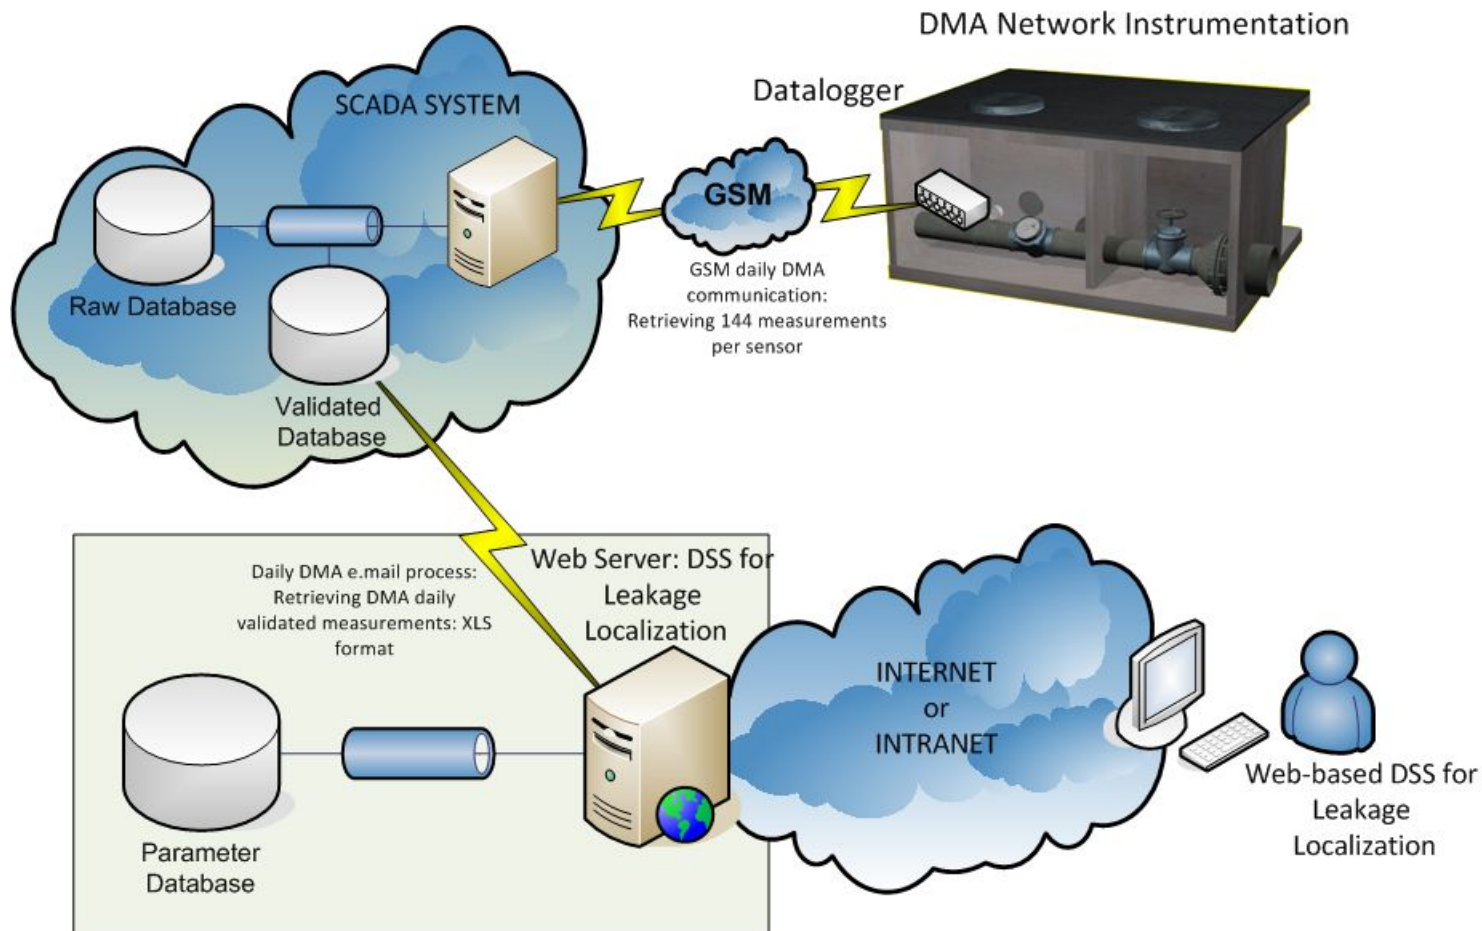 DMA Network Instrumentation
Datalogger
SCADA SYSTEM
GSM
GSM daily DMA
communication:
Retrieving 144 measurements
per sensor
Raw Database
Validated
Database
Web Server: DSS for
Leakage
Localization
Daily DMA e.mail process:
Retrieving DMA daily
validated measurements: XLS
format
Parameter
Database
INTERNET
or
INTRANET
Web-based DSS for
Leakage
Localization